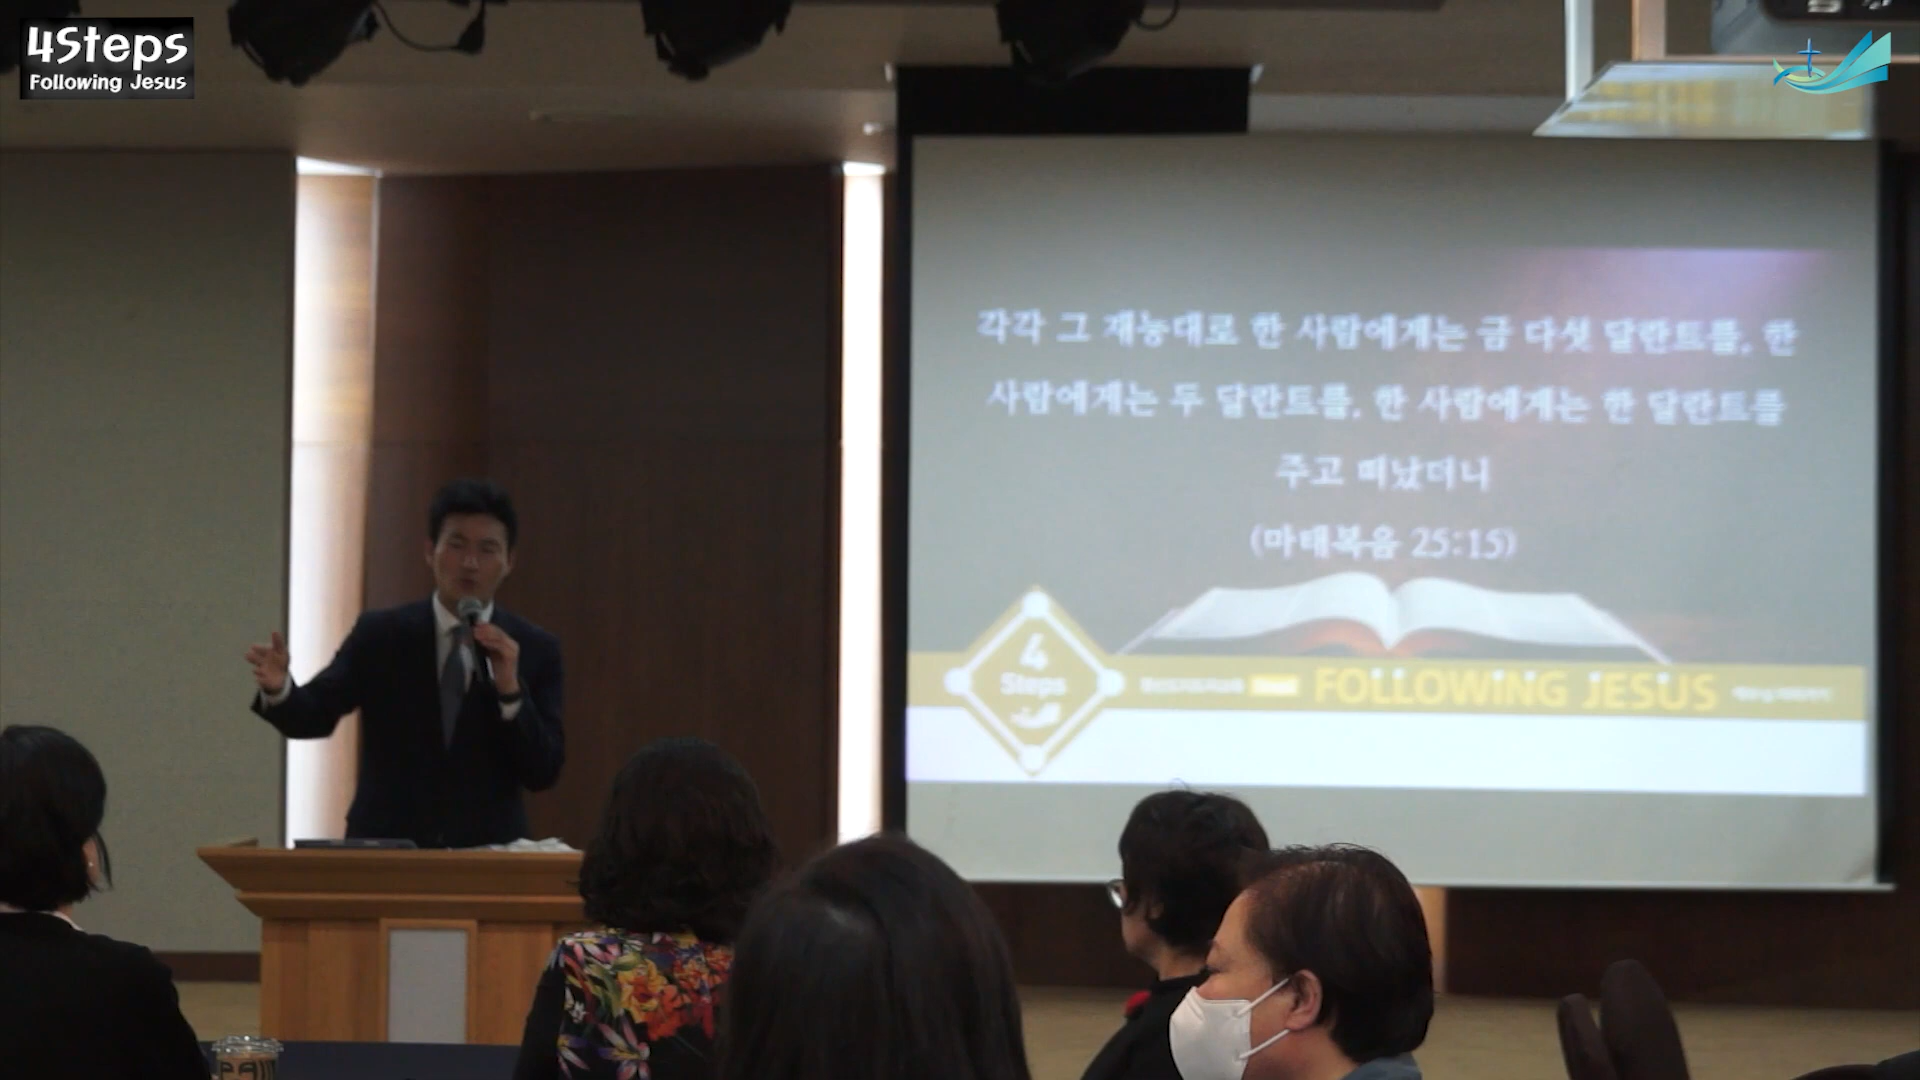 4Steps
Following Jesus
각각 그 재능대로 한 사람에게는 금 다섯 달란트를, 한
사람에게는 두 달란트를, 한 사람에게는 한 달란트를
주고 떠났더니
(마태복음 25:15)
4
Steps
FOLLOWING JESUS